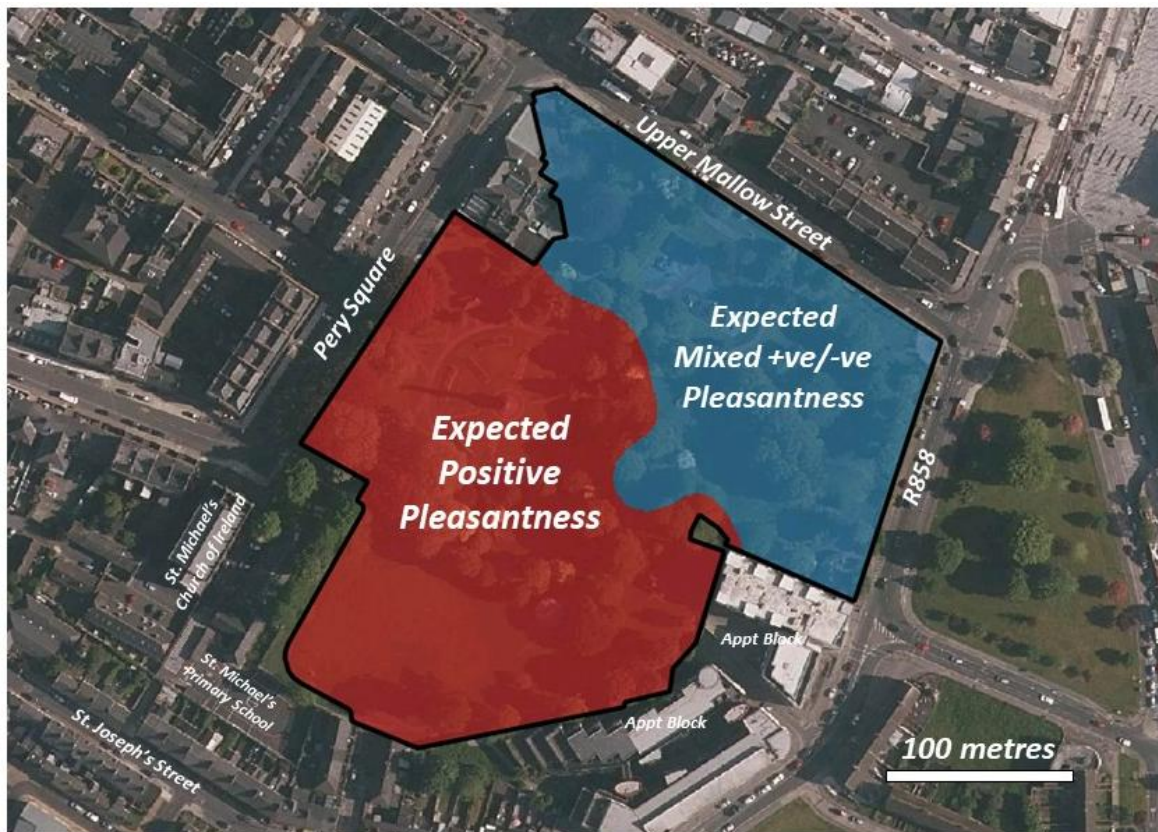 Upper Mallow Street
Pery Square
Expected
Mixed +ve/-ve
Pleasantness
Expected
Positive
Pleasantness
R858
St. Michael's
Church of Ireland
St. Michael's
Primary School
St. Joseph's Street
Appt Block
Appt Block
100 metres